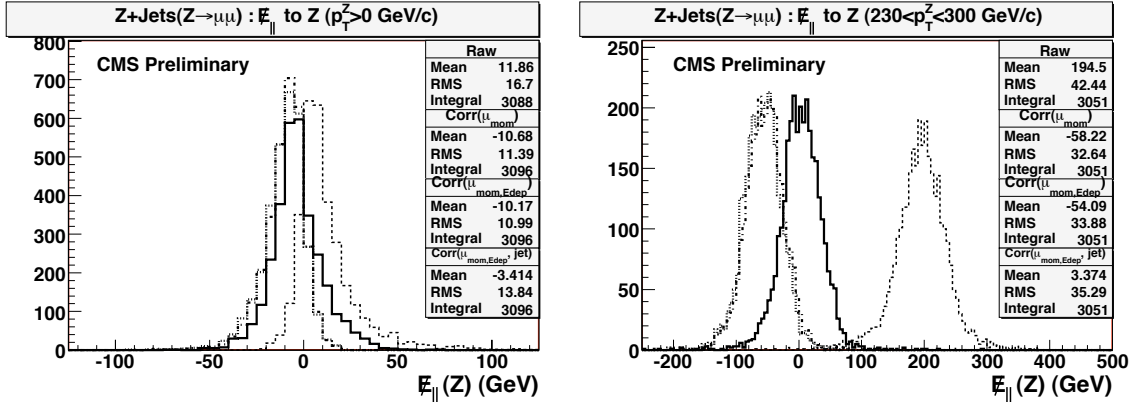 Z+Jets(Z→μμ) : E̸∥ to Z (p_T^Z>0 GeV/c)
CMS Preliminary
800
700
600
500
400
300
200
100
0
-100 -50 0 50 100
E̸∥ (Z) (GeV)
Raw
Mean 11.86
RMS 16.7
Integral 3088
Corr(μ_mom)
Mean -10.68
RMS 11.39
Integral 3096
Corr(μ_mom,Edep)
Mean -10.17
RMS 10.99
Integral 3096
Corr(μ_mom,Edep, jet)
Mean -3.414
RMS 13.84
Integral 3096
Z+Jets(Z→μμ) : E̸∥ to Z (230<p_T^Z<300 GeV/c)
CMS Preliminary
250
200
150
100
50
0
-200 -100 0 100 200 300 400 500
E̸∥ (Z) (GeV)
Raw
Mean 194.5
RMS 42.44
Integral 3051
Corr(μ_mom)
Mean -58.22
RMS 32.64
Integral 3051
Corr(μ_mom,Edep)
Mean -54.09
RMS 33.88
Integral 3051
Corr(μ_mom,Edep, jet)
Mean 3.374
RMS 35.29
Integral 3051